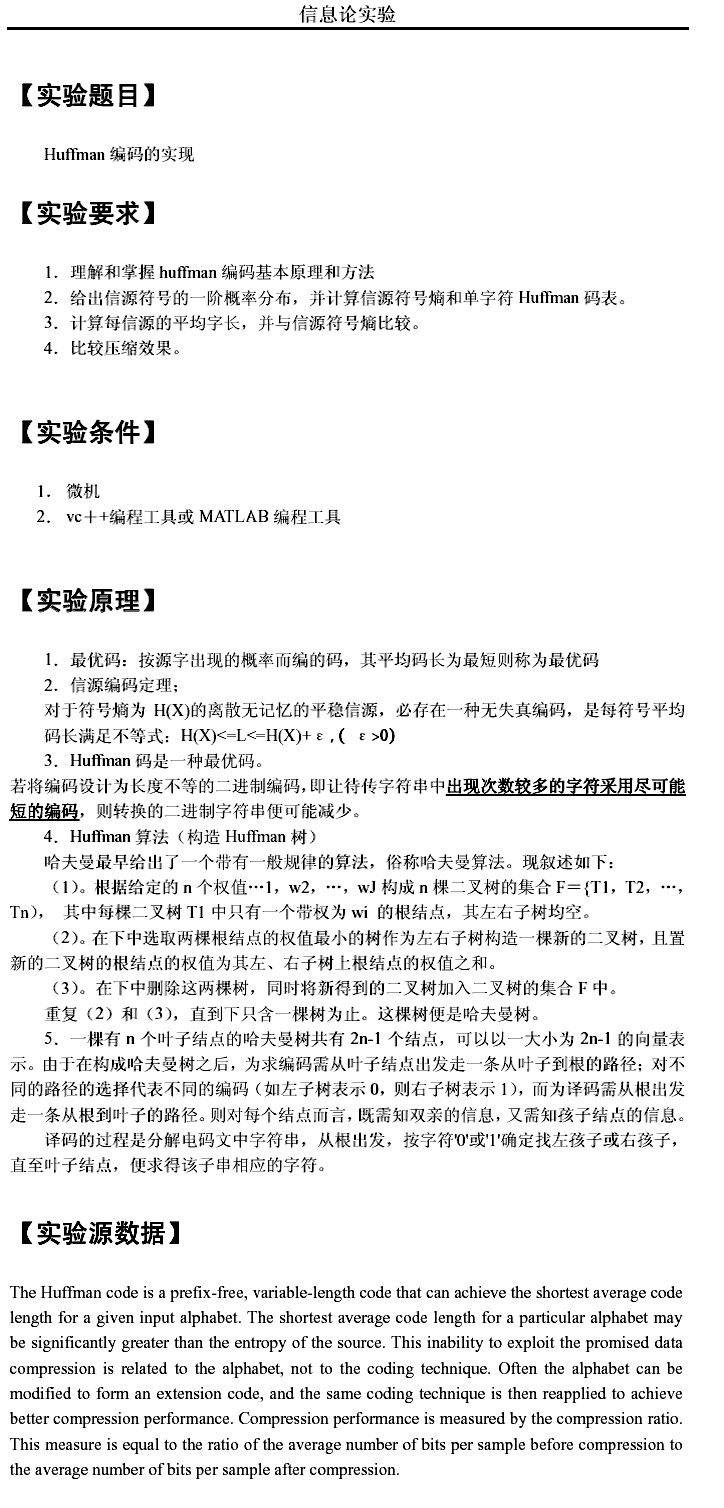 信息论实验
【实验题目】
Huffman 编码的实现
【实验要求】
1．理解和掌握 huffman 编码基本原理和方法
2．给出信源符号的一阶概率分布，并计算信源符号熵和单字符 Huffman 码表。
3．计算每信源的平均字长，并与信源符号熵比较。
4．比较压缩效果。
【实验条件】
1． 微机
2． vc＋+编程工具或 MATLAB 编程工具
【实验原理】
1．最优码：按源字出现的概率而编的码，其平均码长为最短则称为最优码
2．信源编码定理；
对于符号熵为 H(X)的离散无记忆的平稳信源，必存在一种无失真编码，是每符号平均
码长满足不等式：H(X)<=L<=H(X)+ ε ,（ ε >0)
3．Huffman 码是一种最优码。
若将编码设计为长度不等的二进制编码，即让待传字符串中出现次数较多的字符采用尽可能
短的编码，则转换的二进制字符串便可能减少。
4．Huffman 算法（构造 Huffman 树）
哈夫曼最早给出了一个带有一般规律的算法，俗称哈夫曼算法。现叙述如下：
（1）。根据给定的 n 个权值…1，w2，…，wJ 构成 n 棵二叉树的集合 F＝{T1，T2，…，
Tn）， 其中每棵二叉树 T1 中只有一个带权为 wi 的根结点，其左右子树均空。
（2）。在下中选取两棵根结点的权值最小的树作为左右子树构造一棵新的二叉树，且置
新的二叉树的根结点的权值为其左、右子树上根结点的权值之和。
（3）。在下中删除这两棵树，同时将新得到的二叉树加入二叉树的集合 F 中。
重复（2）和（3），直到下只含一棵树为止。这棵树便是哈夫曼树。
5．一棵有 n 个叶子结点的哈夫曼树共有 2n-1 个结点，可以以一大小为 2n-1 的向量表
示。由于在构成哈夫曼树之后，为求编码需从叶子结点出发走一条从叶子到根的路径；对不
同的路径的选择代表不同的编码（如左子树表示 0，则右子树表示 1），而为译码需从根出发
走一条从根到叶子的路径。则对每个结点而言，既需知双亲的信息，又需知孩子结点的信息。
译码的过程是分解电码文中字符串，从根出发，按字符'0'或'1'确定找左孩子或右孩子，
直至叶子结点，便求得该子串相应的字符。
【实验源数据】
The Huffman code is a prefix-free, variable-length code that can achieve the shortest average code
length for a given input alphabet. The shortest average code length for a particular alphabet may
be significantly greater than the entropy of the source. This inability to exploit the promised data
compression is related to the alphabet, not to the coding technique. Often the alphabet can be
modified to form an extension code, and the same coding technique is then reapplied to achieve
better compression performance. Compression performance is measured by the compression ratio.
This measure is equal to the ratio of the average number of bits per sample before compression to
the average number of bits per sample after compression.